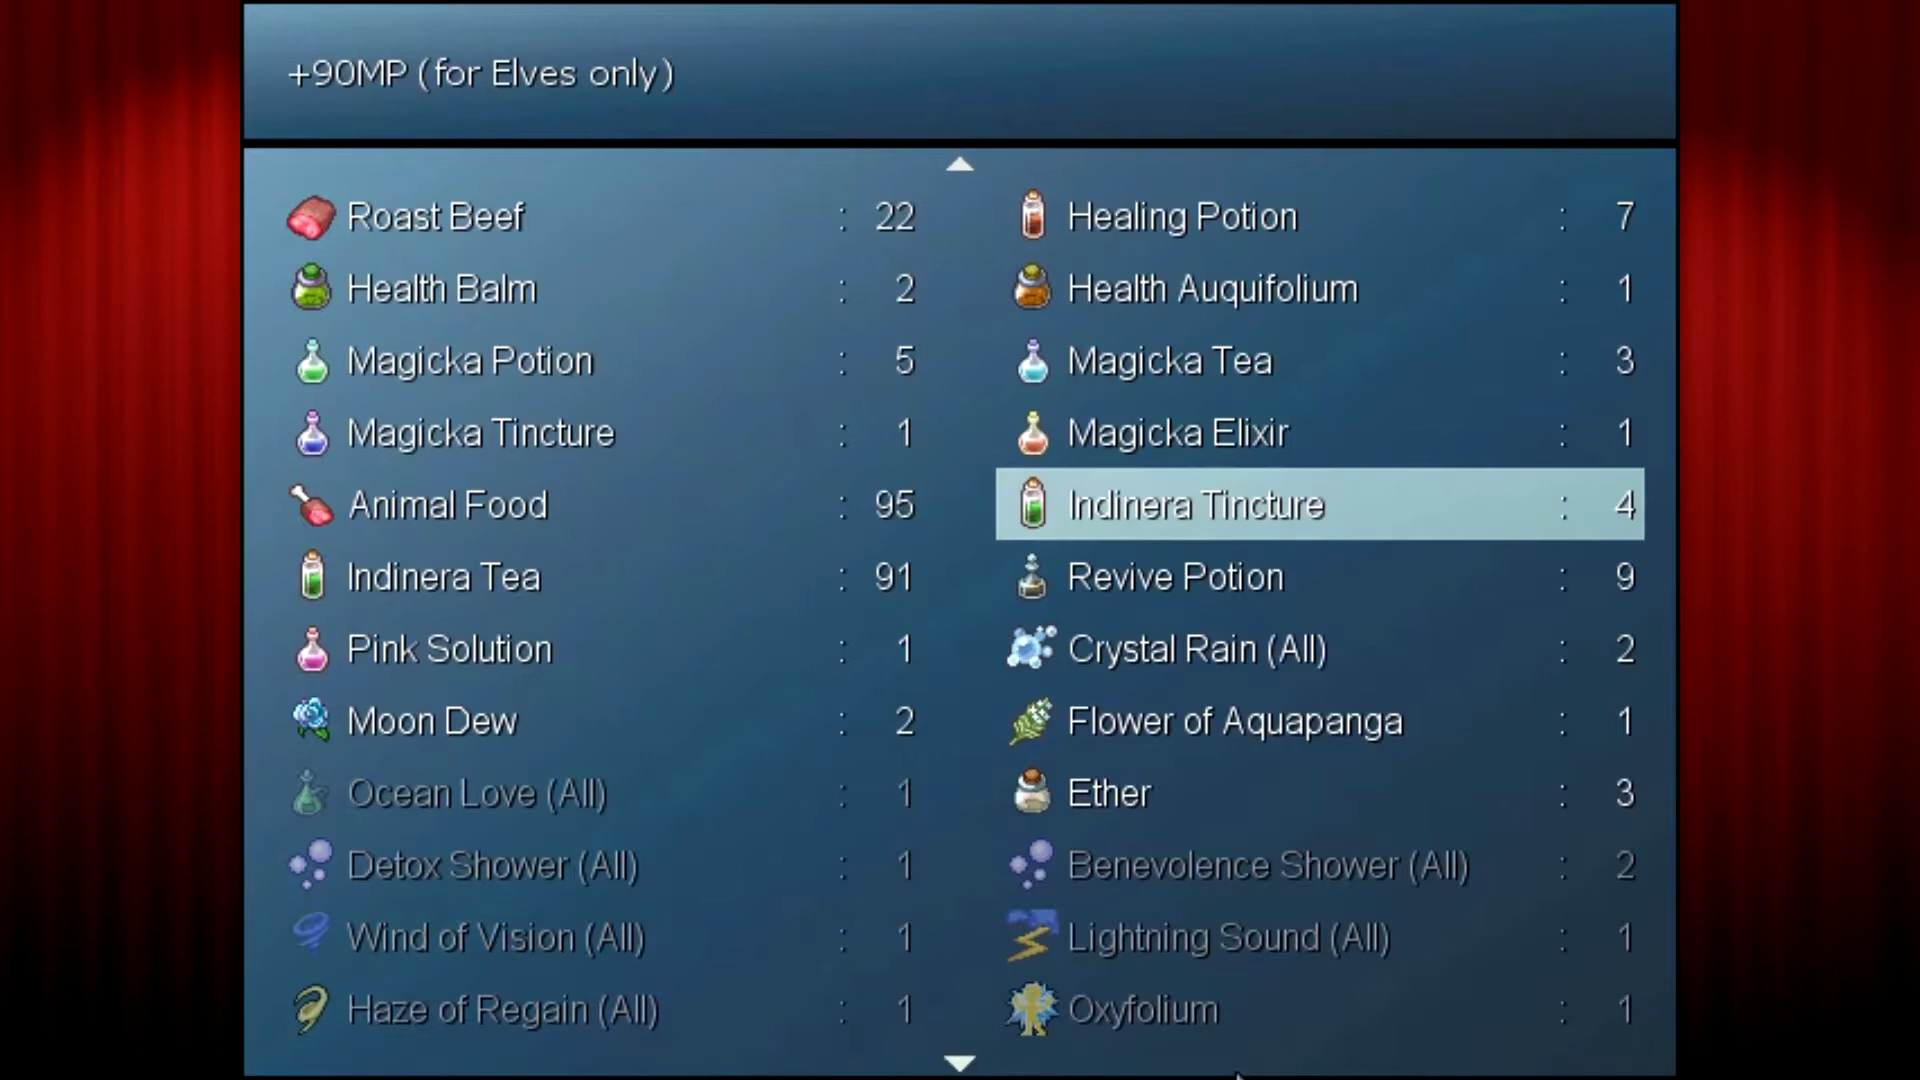 +90MP (for Elves only)
Roast Beef : 22 Healing Potion : 7
Health Balm : 2 Health Auquifolium : 1
Magicka Potion : 5 Magicka Tea : 3
Magicka Tincture : 1 Magicka Elixir : 1
Animal Food : 95 Indinera Tincture : 4
Indinera Tea : 91 Revive Potion : 9
Pink Solution : 1 Crystal Rain (All) : 2
Moon Dew : 2 Flower of Aquapanga : 1
Ocean Love (All) : 1 Ether : 3
Detox Shower (All) : 1 Benevolence Shower (All) : 2
Wind of Vision (All) : 1 Lightning Sound (All) : 1
Haze of Regain (All) : 1 Oxyfolium : 1